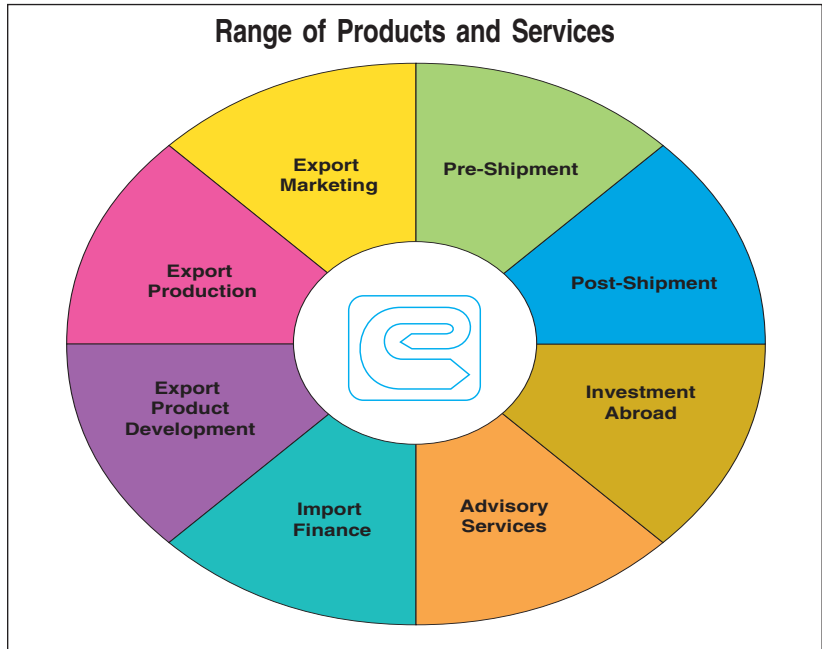 Range of Products and Services
Export
Marketing
Pre-Shipment
Post-Shipment
Investment
Abroad
Advisory
Services
Import
Finance
Export
Product
Development
Export
Production